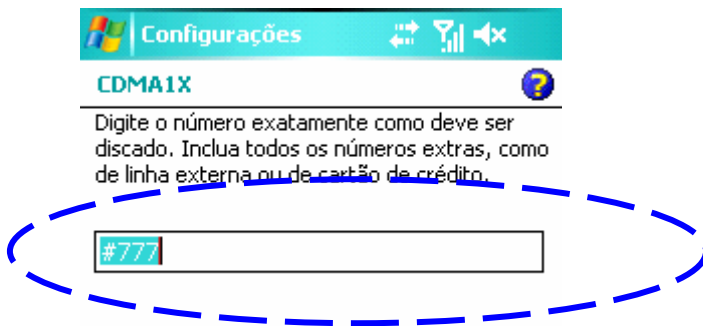 Configurações
CDMA1X
Digite o número exatamente como deve ser
discado. Inclua todos os números extras, como
de linha externa ou de cartão de crédito.
#777